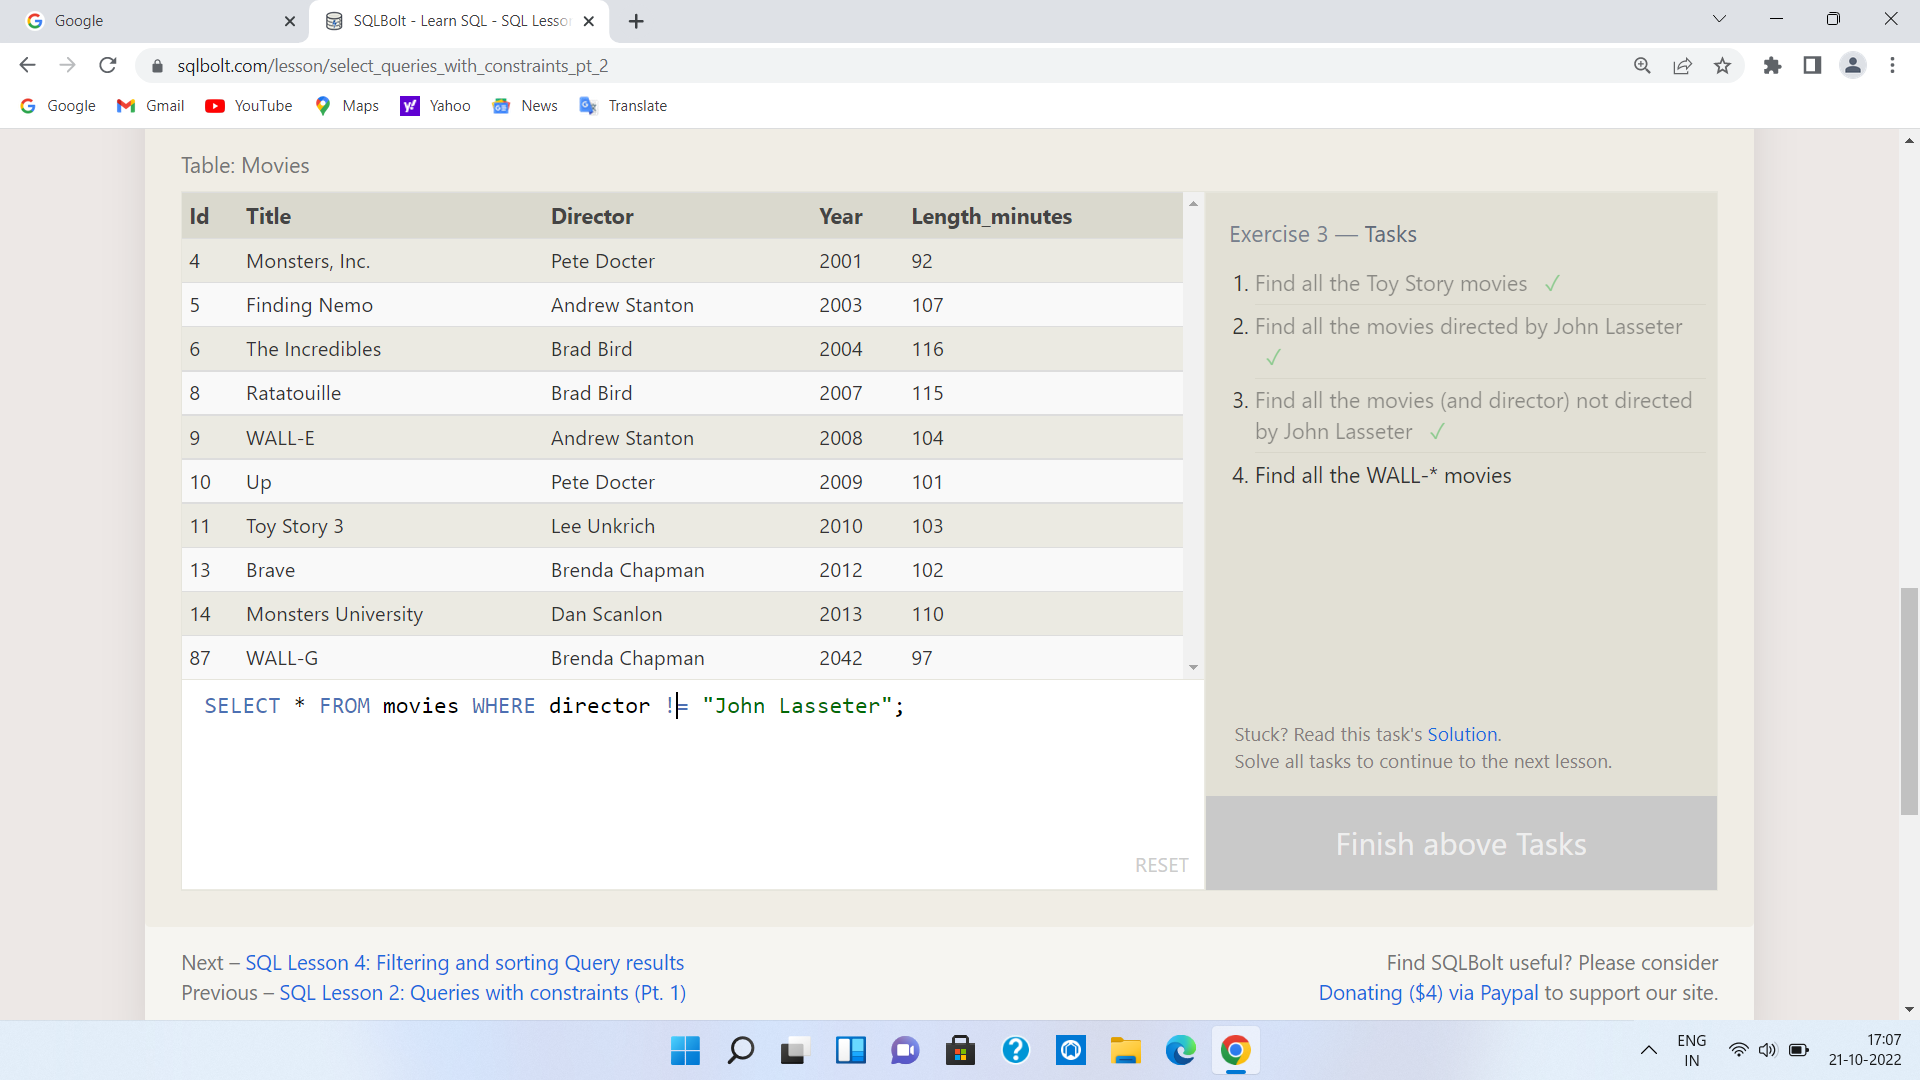 Google
SQLBolt - Learn SQL - SQL Lesson
sqlbolt.com/lesson/select_queries_with_constraints_pt_2
Google Gmail YouTube Maps Yahoo News Translate
Table: Movies
Id Title Director Year Length_minutes
4 Monsters, Inc. Pete Docter 2001 92
5 Finding Nemo Andrew Stanton 2003 107
6 The Incredibles Brad Bird 2004 116
8 Ratatouille Brad Bird 2007 115
9 WALL-E Andrew Stanton 2008 104
10 Up Pete Docter 2009 101
11 Toy Story 3 Lee Unkrich 2010 103
13 Brave Brenda Chapman 2012 102
14 Monsters University Dan Scanlon 2013 110
87 WALL-G Brenda Chapman 2042 97
SELECT * FROM movies WHERE director != "John Lasseter";
RESET
Exercise 3 — Tasks
1. Find all the Toy Story movies ✓
2. Find all the movies directed by John Lasseter
✓
3. Find all the movies (and director) not directed
by John Lasseter ✓
4. Find all the WALL-* movies
Stuck? Read this task's Solution.
Solve all tasks to continue to the next lesson.
Finish above Tasks
Next – SQL Lesson 4: Filtering and sorting Query results
Previous – SQL Lesson 2: Queries with constraints (Pt. 1)
Find SQLBolt useful? Please consider
Donating ($4) via Paypal to support our site.
ENG
IN
17:07
21-10-2022